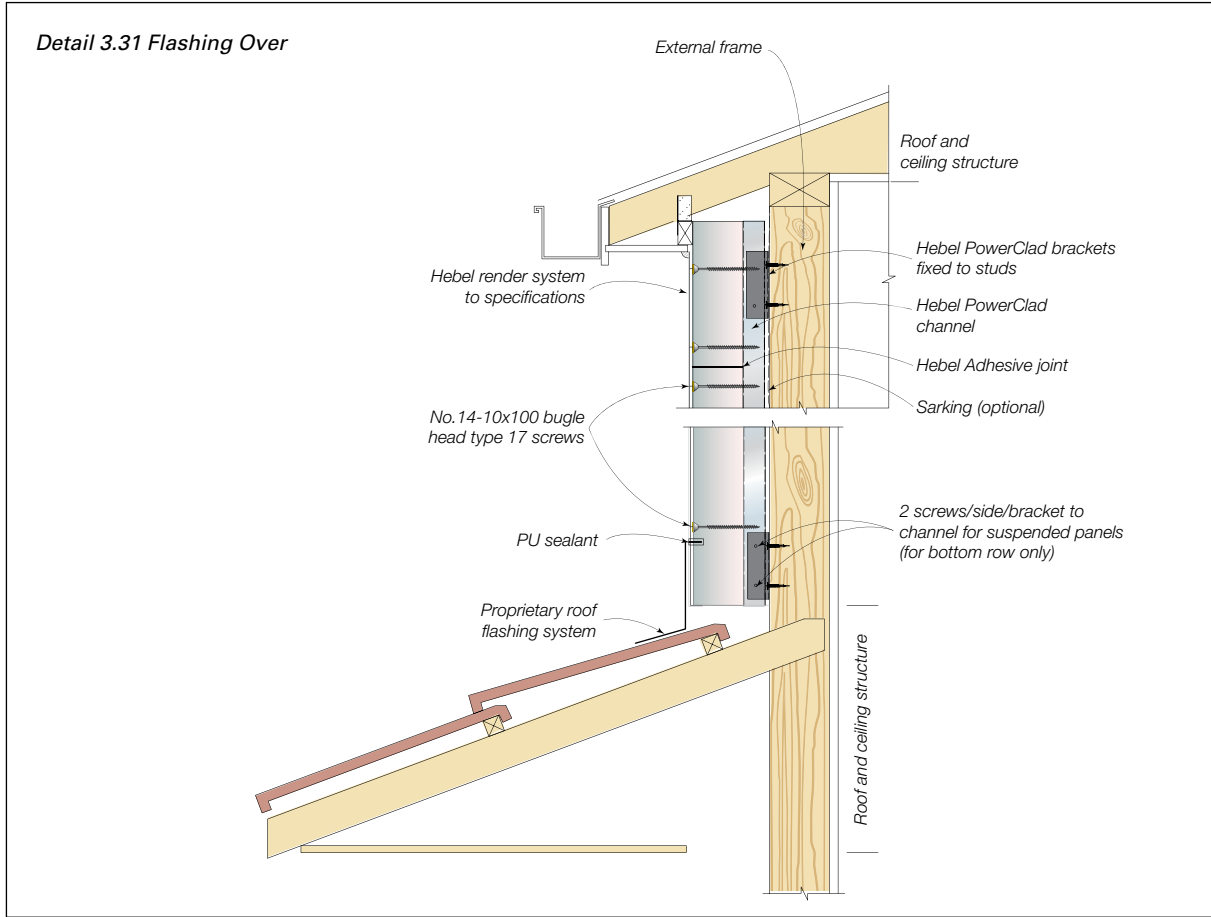 Detail 3.31 Flashing Over
External frame
Roof and
ceiling structure
Hebel PowerClad brackets
fixed to studs
Hebel render system
to specifications
Hebel PowerClad
channel
Hebel Adhesive joint
Sarking (optional)
No.14-10x100 bugle
head type 17 screws
2 screws/side/bracket to
channel for suspended panels
(for bottom row only)
PU sealant
Proprietary roof
flashing system
Roof and ceiling structure